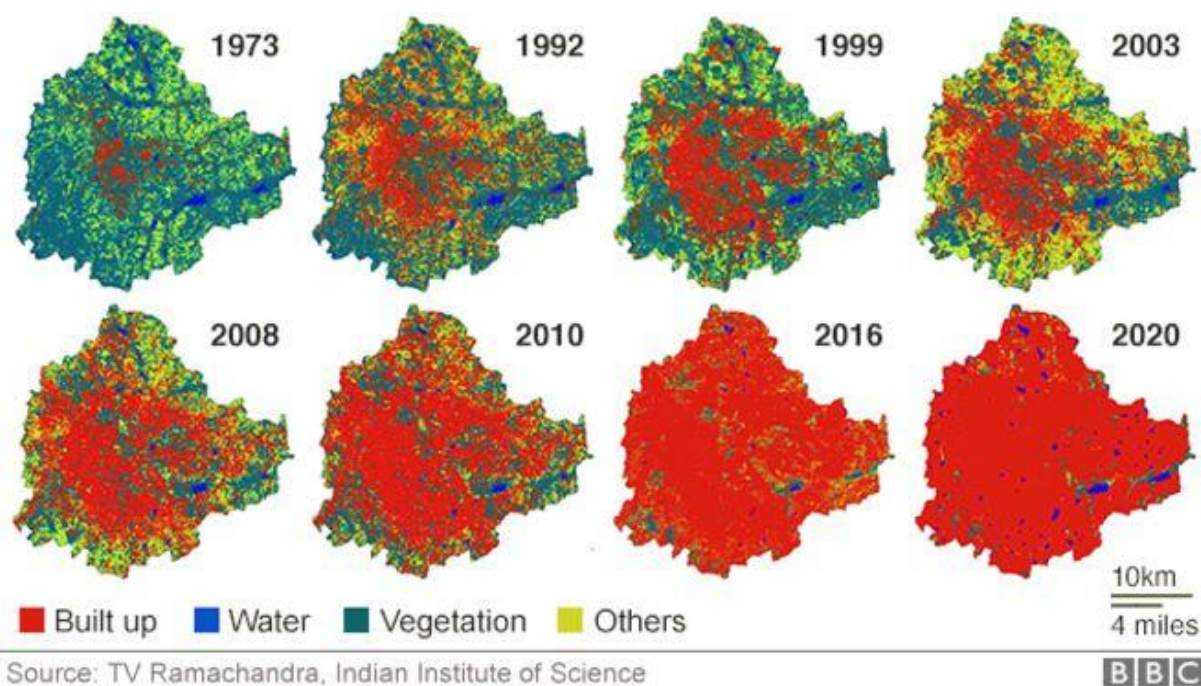 1973
1992
1999
2003
2008
2010
2016
2020
10km
4 miles
Built up
Water
Vegetation
Others
Source: TV Ramachandra, Indian Institute of Science
BBC